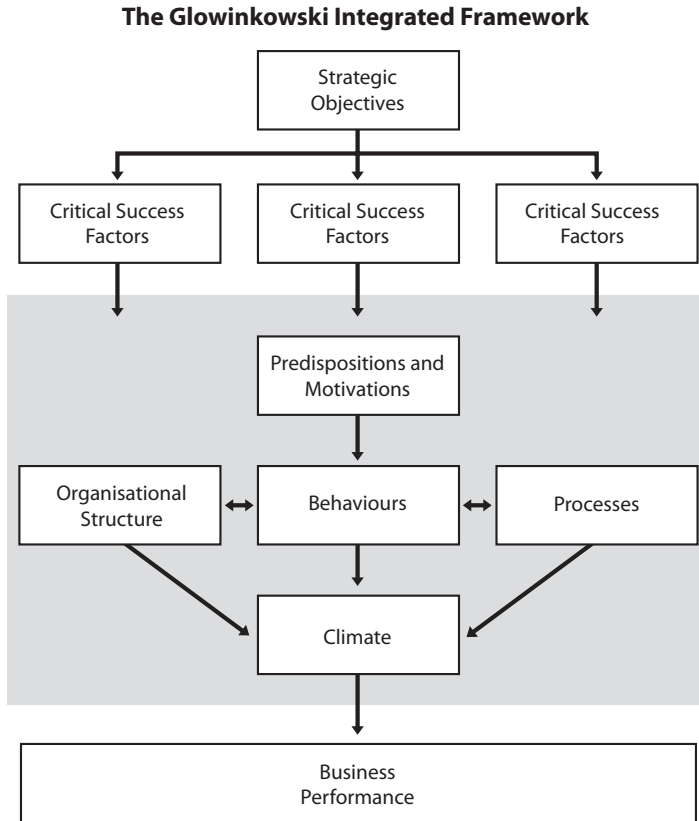 The Glowinkowski Integrated Framework
Strategic
Objectives
Critical Success
Factors
Critical Success
Factors
Critical Success
Factors
Predispositions and
Motivations
Organisational
Structure
Behaviours
Processes
Climate
Business
Performance